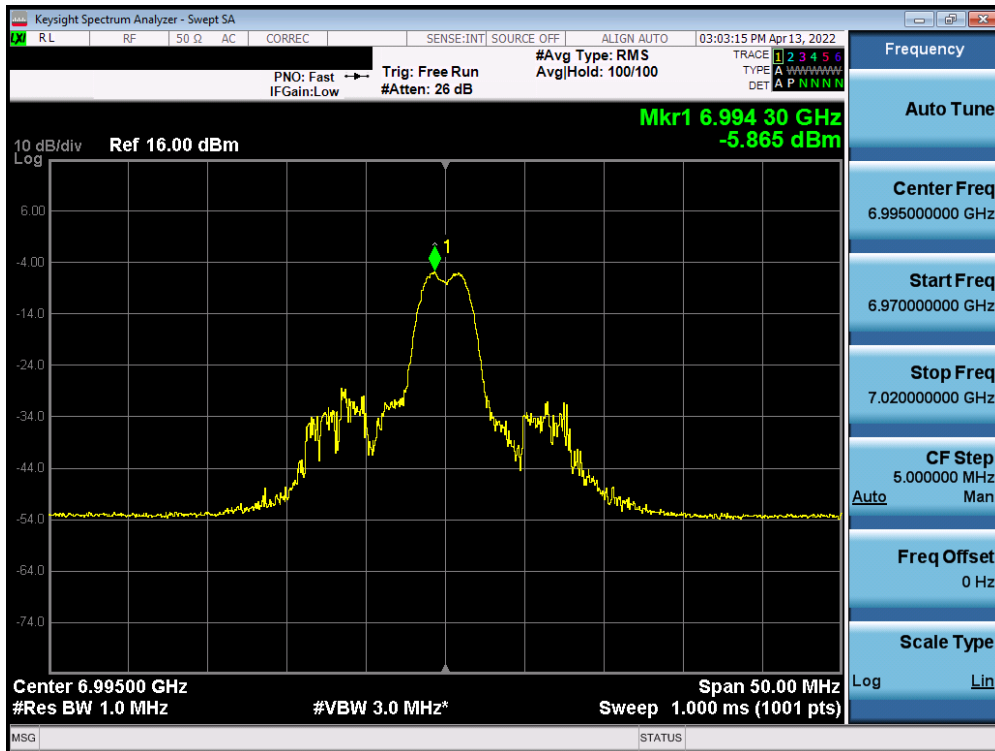 Keysight Spectrum Analyzer - Swept SA
LXI RL RF 50 Ω AC CORREC SENSE:INT SOURCE OFF ALIGN AUTO 03:03:15 PM Apr 13, 2022
Frequency
#Avg Type: RMS TRACE 1 2 3 4 5 6
PNO: Fast Trig: Free Run Avg|Hold: 100/100 TYPE A WWWWW
IFGain:Low #Atten: 26 dB DET A P N N N N
Auto Tune
Mkr1 6.994 30 GHz
10 dB/div Ref 16.00 dBm -5.865 dBm
Log
Center Freq
6.995000000 GHz
6.00
1
-4.00
Start Freq
6.970000000 GHz
-14.0
-24.0
Stop Freq
7.020000000 GHz
-34.0
-44.0
CF Step
5.000000 MHz
Auto Man
-54.0
Freq Offset
0 Hz
-64.0
-74.0
Scale Type
Log Lin
Center 6.99500 GHz Span 50.00 MHz
#Res BW 1.0 MHz #VBW 3.0 MHz* Sweep 1.000 ms (1001 pts)
MSG STATUS